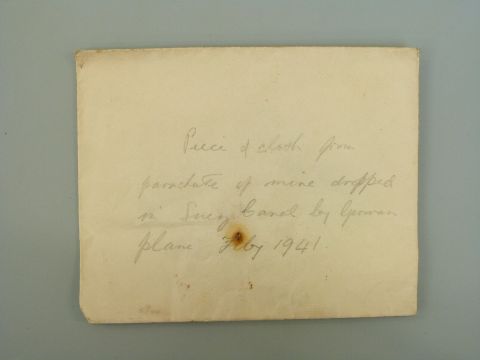 Piece of cloth from
parachute of mine dropped
in Suez Canal by German
plane Feby 1941.